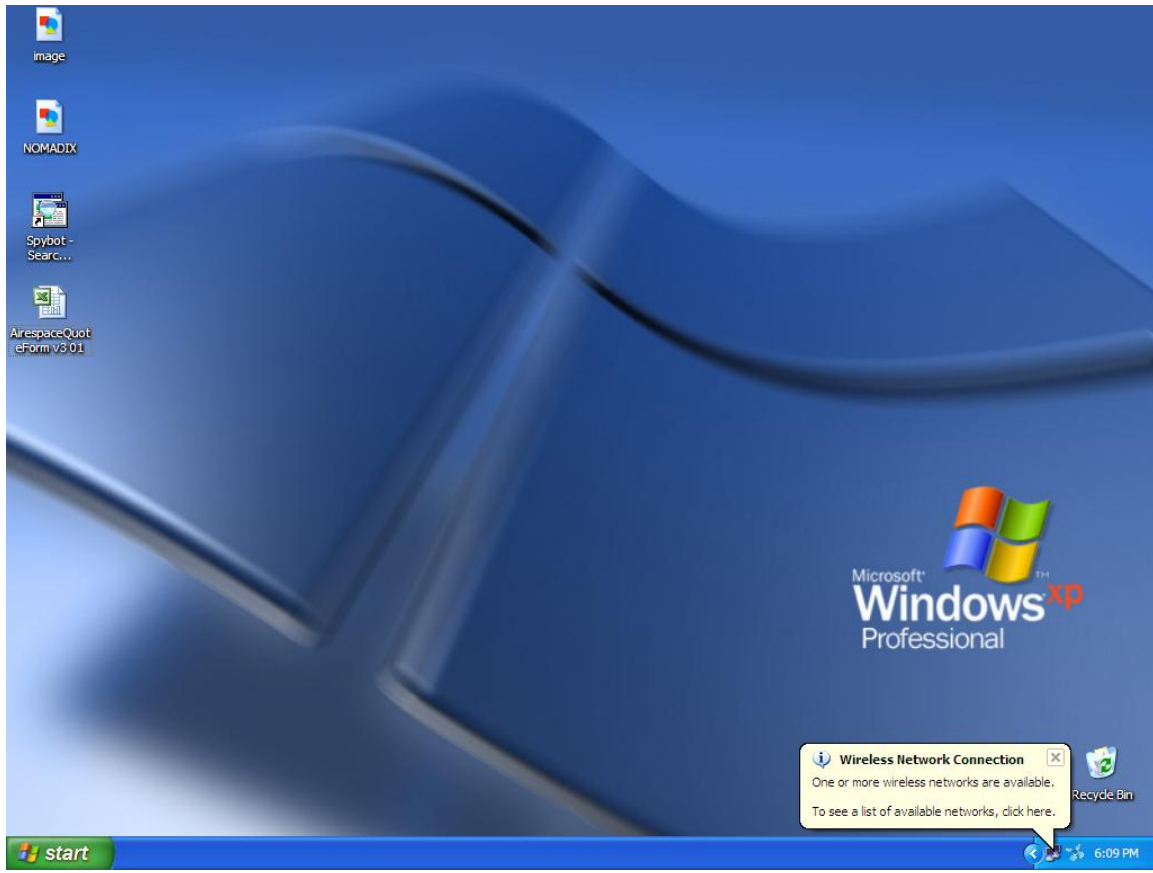 image
NOMADIX
Spybot -
Searc...
AirespaceQuot
eForm v3 01
Microsoft
Windows xp
TM
Professional
Wireless Network Connection
One or more wireless networks are available.
To see a list of available networks, click here.
Recycle Bin
start
6:09 PM